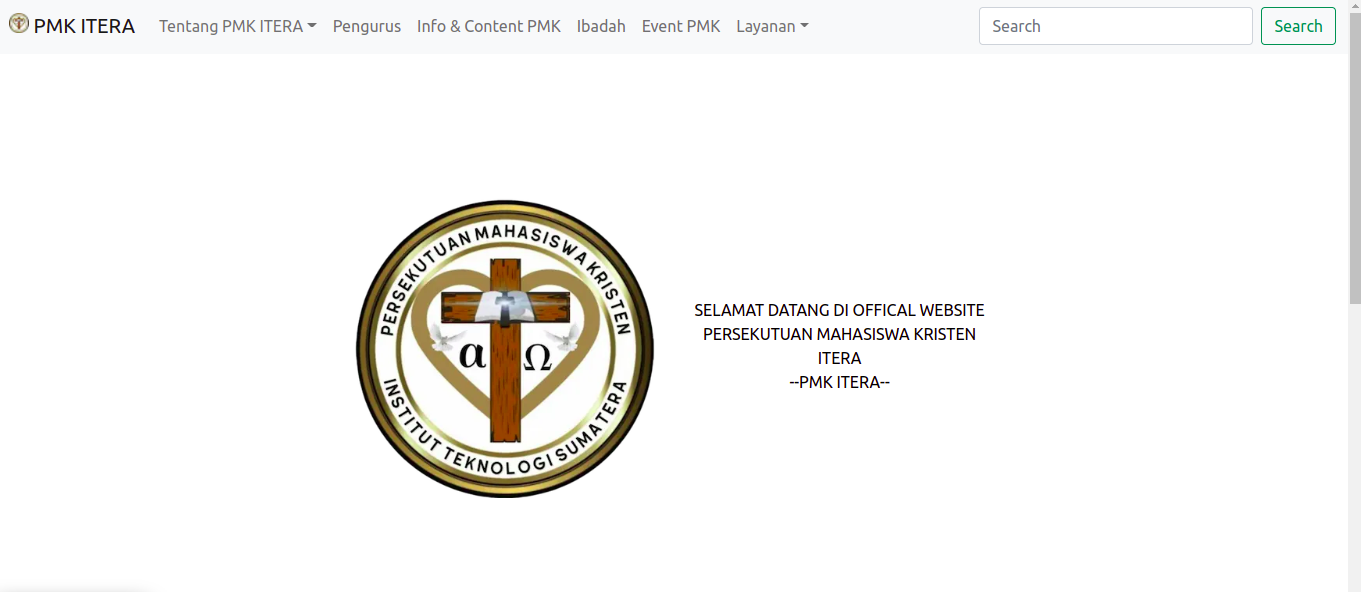 PMK ITERA
Tentang PMK ITERA
Pengurus
Info & Content PMK
Ibadah
Event PMK
Layanan
Search
Search
PERSEKUTUAN MAHASISWA KRISTEN
α Ω
INSTITUT TEKNOLOGI SUMATERA
SELAMAT DATANG DI OFFICAL WEBSITE
PERSEKUTUAN MAHASISWA KRISTEN
ITERA
--PMK ITERA--